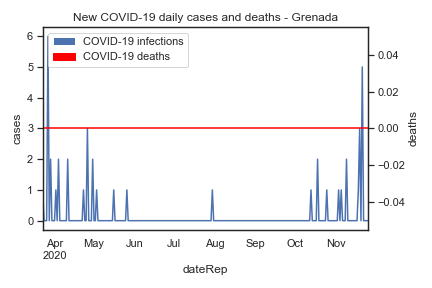 New COVID-19 daily cases and deaths - Grenada
COVID-19 infections
COVID-19 deaths
6
5
4
3
2
1
0
cases
0.04
0.02
0.00
−0.02
−0.04
deaths
Apr May Jun Jul Aug Sep Oct Nov
2020
dateRep